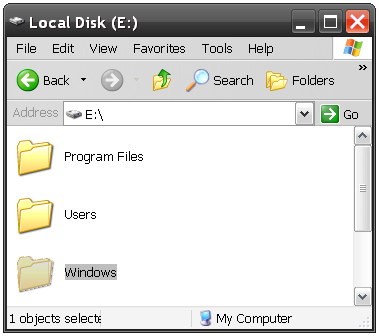 Local Disk (E:)
File Edit View Favorites Tools Help
Back Search Folders »
Address E:\ Go
Program Files
Users
Windows
1 objects selecte My Computer